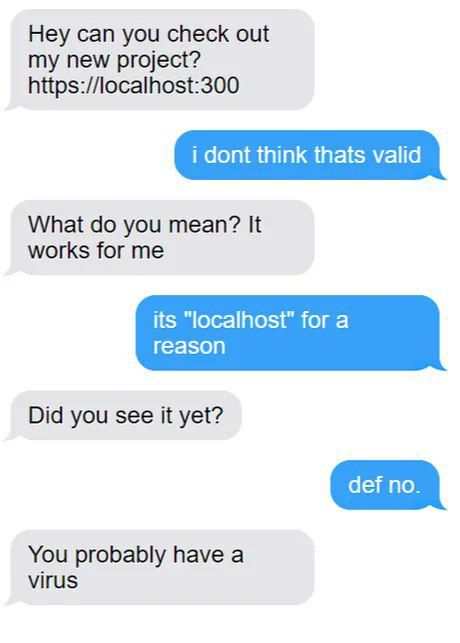 Hey can you check out
my new project?
https://localhost:300
i dont think thats valid
What do you mean? It
works for me
its "localhost" for a
reason
Did you see it yet?
def no.
You probably have a
virus